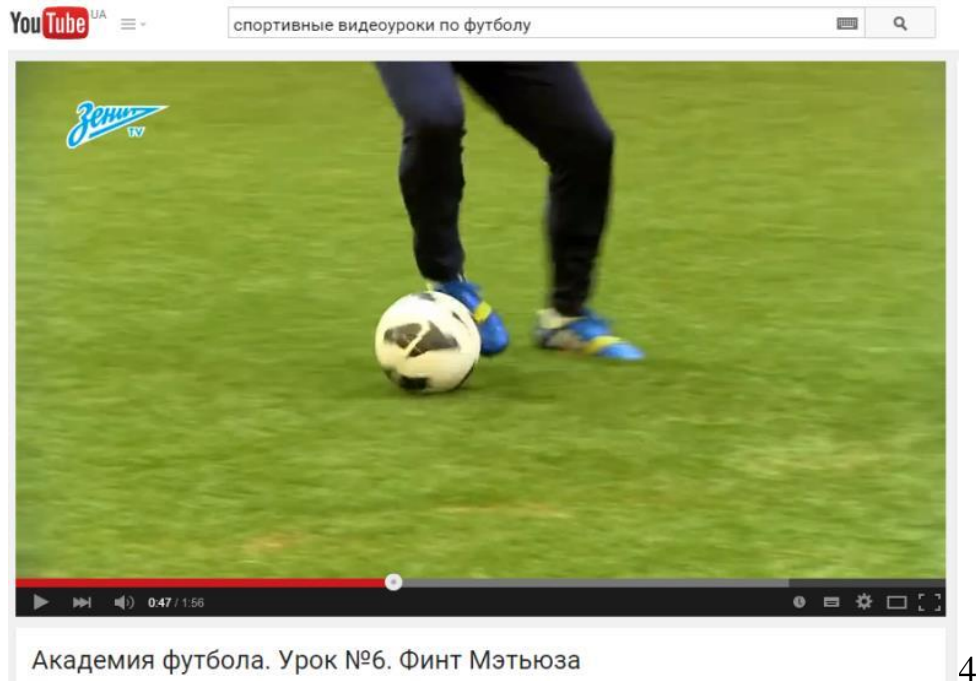 YouTube UA
спортивные видеоуроки по футболу
Зенит
TV
0:47 / 1:56
Академия футбола. Урок №6. Финт Мэтьюза
4